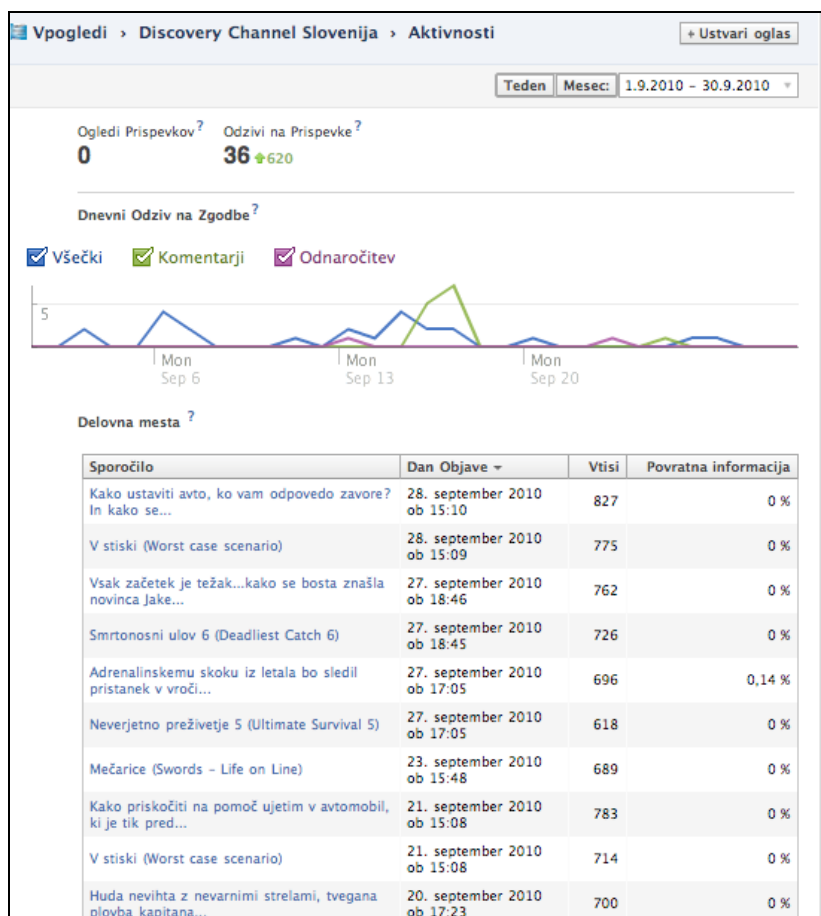 Vpogledi › Discovery Channel Slovenija › Aktivnosti
+ Ustvari oglas
Teden Mesec: 1.9.2010 – 30.9.2010
Ogledi Prispevkov? Odzivi na Prispevke?
0 36 620
Dnevni Odziv na Zgodbe?
Všečki Komentarji Odnaročitev
5
Mon Mon Mon
Sep 6 Sep 13 Sep 20
Delovna mesta ?
Sporočilo Dan Objave Vtisi Povratna informacija
Kako ustaviti avto, ko vam odpovedo zavore? 28. september 2010
In kako se... ob 15:10 827 0 %
V stiski (Worst case scenario) 28. september 2010
ob 15:09 775 0 %
Vsak začetek je težak...kako se bosta znašla 27. september 2010
novinca Jake... ob 18:46 762 0 %
Smrtonosni ulov 6 (Deadliest Catch 6) 27. september 2010
ob 18:45 726 0 %
Adrenalinskemu skoku iz letala bo sledil 27. september 2010
pristanek v vroči... ob 17:05 696 0,14 %
Neverjetno preživetje 5 (Ultimate Survival 5) 27. september 2010
ob 17:05 618 0 %
Mečarice (Swords – Life on Line) 23. september 2010
ob 15:48 689 0 %
Kako priskočiti na pomoč ujetim v avtomobil, 21. september 2010
ki je tik pred... ob 15:08 783 0 %
V stiski (Worst case scenario) 21. september 2010
ob 15:08 714 0 %
Huda nevihta z nevarnimi strelami, tvegana 20. september 2010
plovba kapitana... ob 17:23 700 0 %